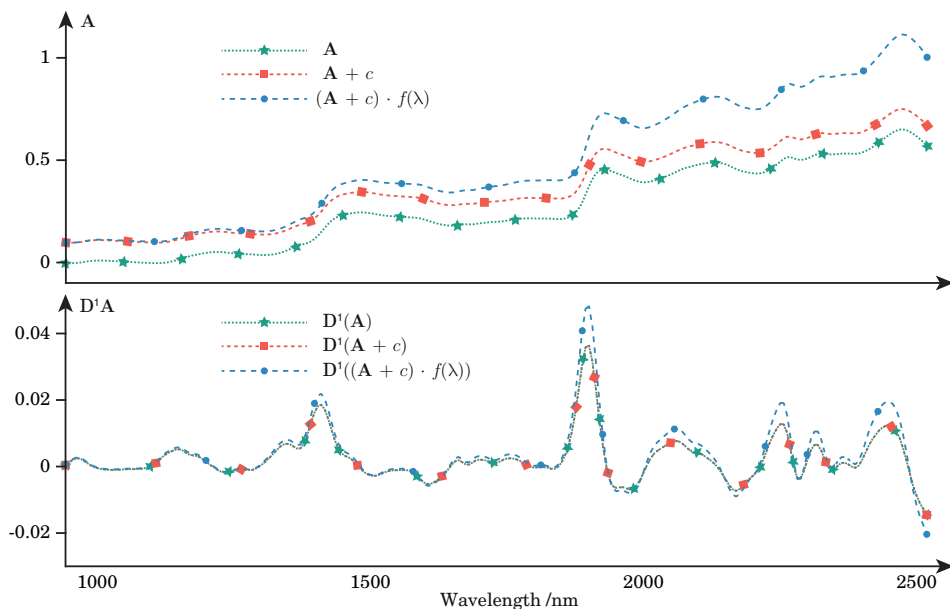 A
A
1
A + c
(A + c) · f(λ)
0.5
0
D¹A
D¹(A)
0.04
D¹(A + c)
D¹((A + c) · f(λ))
0.02
0
-0.02
1000 1500 2000 2500
Wavelength /nm